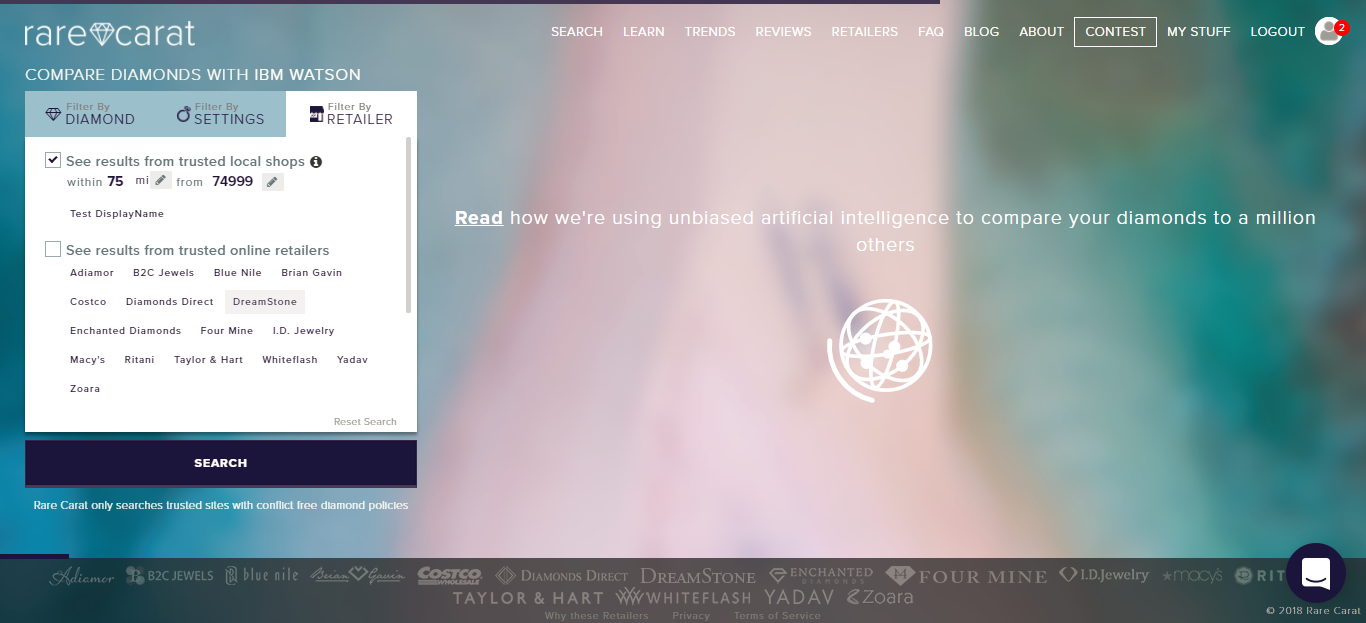 rare carat
SEARCH LEARN TRENDS REVIEWS RETAILERS FAQ BLOG ABOUT CONTEST MY STUFF LOGOUT 2
COMPARE DIAMONDS WITH IBM WATSON
Filter By DIAMOND
Filter By SETTINGS
Filter By RETAILER
See results from trusted local shops
within 75 mi from 74999
Test DisplayName
See results from trusted online retailers
Adiamor B2C Jewels Blue Nile Brian Gavin
Costco Diamonds Direct DreamStone
Enchanted Diamonds Four Mine I.D. Jewelry
Macy's Ritani Taylor & Hart Whiteflash Yadav
Zoara
Reset Search
SEARCH
Rare Carat only searches trusted sites with conflict free diamond policies
Read how we're using unbiased artificial intelligence to compare your diamonds to a million
others
Adiamor B2C JEWELS blue nile Brian Gavin COSTCO WHOLESALE DIAMONDS DIRECT DREAMSTONE ENCHANTED DIAMONDS FOUR MINE I.D.Jewelry macy's RIT
TAYLOR & HART WHITEFLASH YADAV Zoara
Why these Retailers Privacy Terms of Service
© 2018 Rare Carat